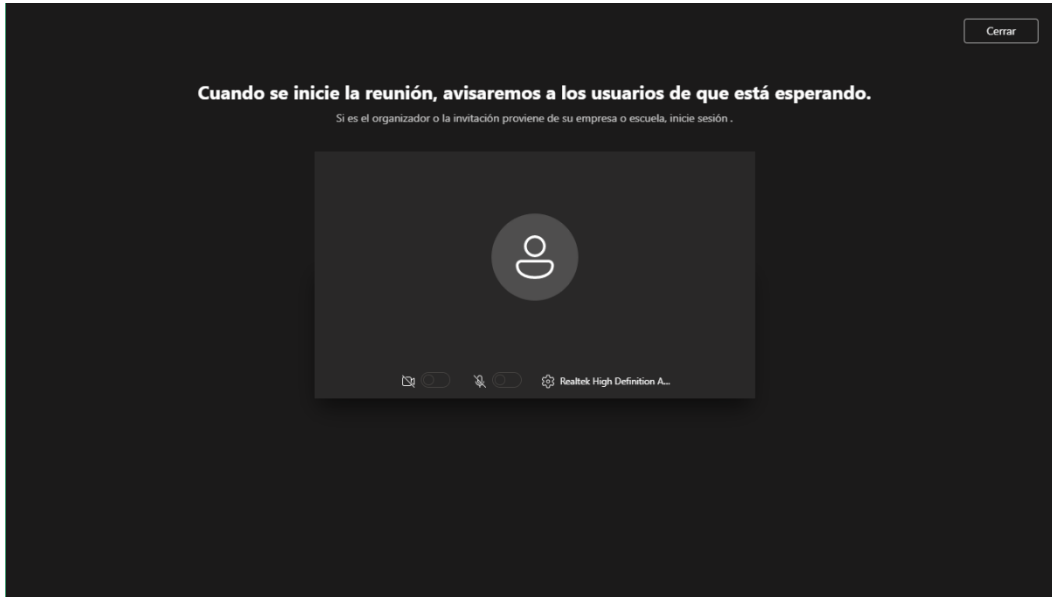 Cerrar
Cuando se inicie la reunión, avisaremos a los usuarios de que está esperando.
Si es el organizador o la invitación proviene de su empresa o escuela, inicie sesión .
Realtek High Definition A...